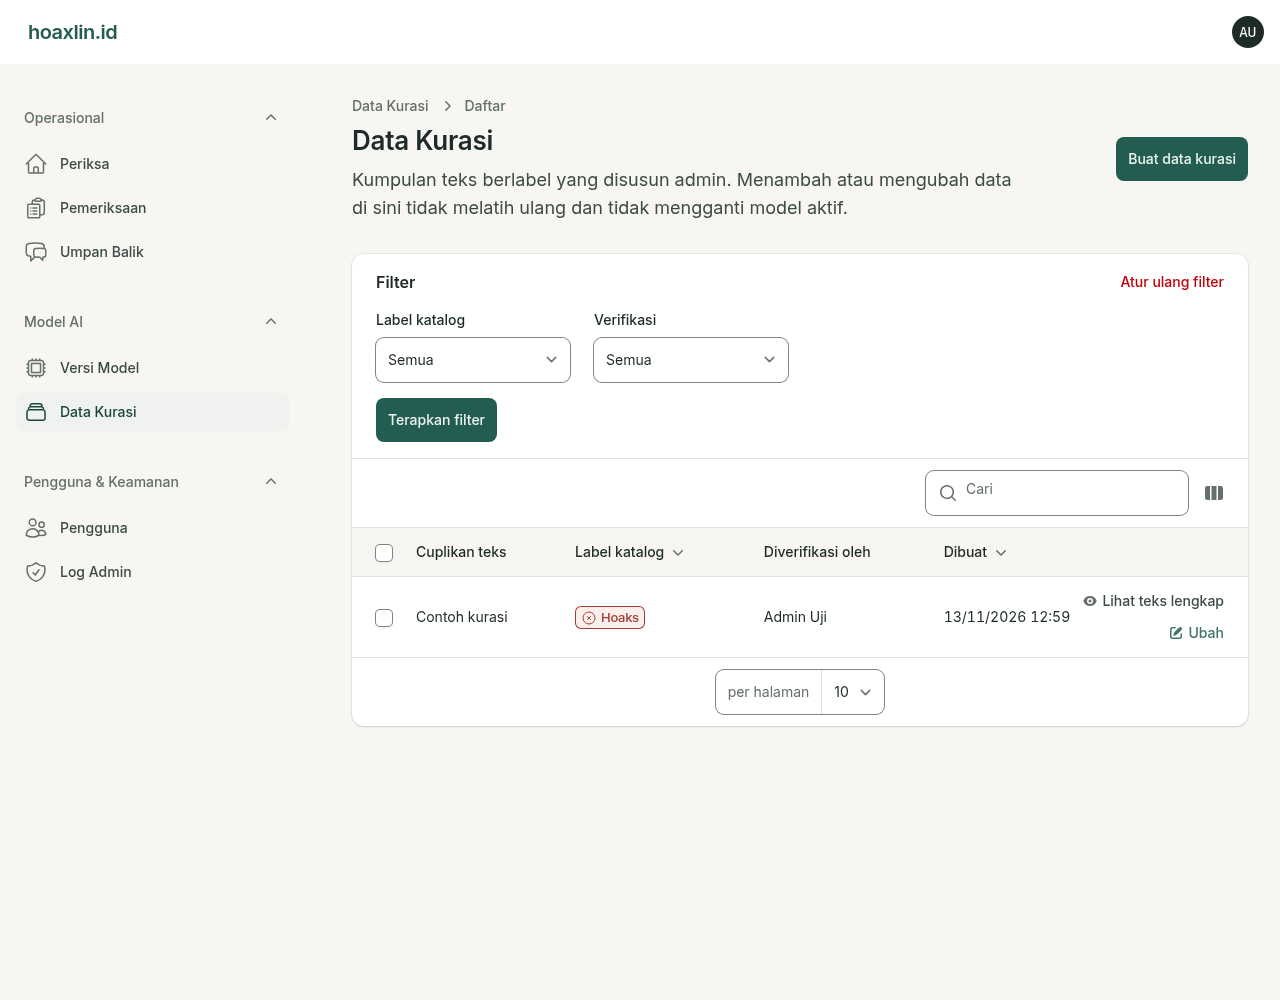 hoaxlin.id
AU
Operasional
Periksa
Pemeriksaan
Umpan Balik
Model AI
Versi Model
Data Kurasi
Pengguna & Keamanan
Pengguna
Log Admin
Data Kurasi > Daftar
Data Kurasi
Kumpulan teks berlabel yang disusun admin. Menambah atau mengubah data
di sini tidak melatih ulang dan tidak mengganti model aktif.
Buat data kurasi
Filter
Atur ulang filter
Label katalog Verifikasi
Semua Semua
Terapkan filter
Cari
Cuplikan teks Label katalog Diverifikasi oleh Dibuat
Contoh kurasi Hoaks Admin Uji 13/11/2026 12:59
Lihat teks lengkap
Ubah
per halaman 10